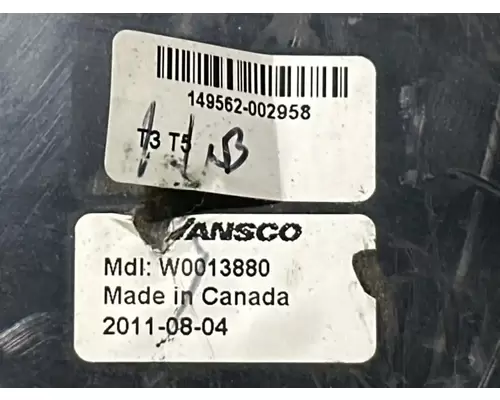 149562-002958
T3 T5
VANSCO
Mdl: W0013880
Made in Canada
2011-08-04